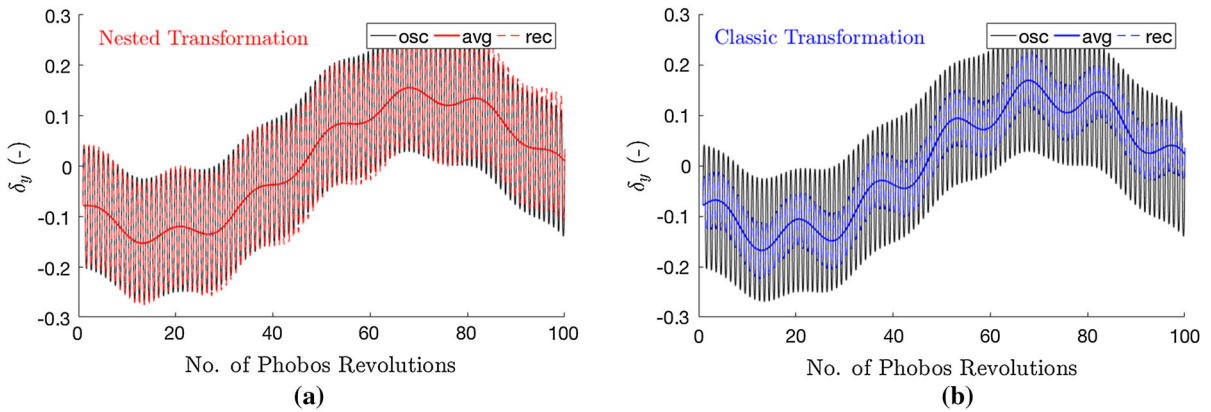 Nested Transformation
osc avg rec
0.3
0.2
0.1
0
-0.1
-0.2
-0.3
δy (-)
0 20 40 60 80 100
No. of Phobos Revolutions
(a)
Classic Transformation
osc avg rec
0.3
0.2
0.1
0
-0.1
-0.2
-0.3
δy (-)
0 20 40 60 80 100
No. of Phobos Revolutions
(b)